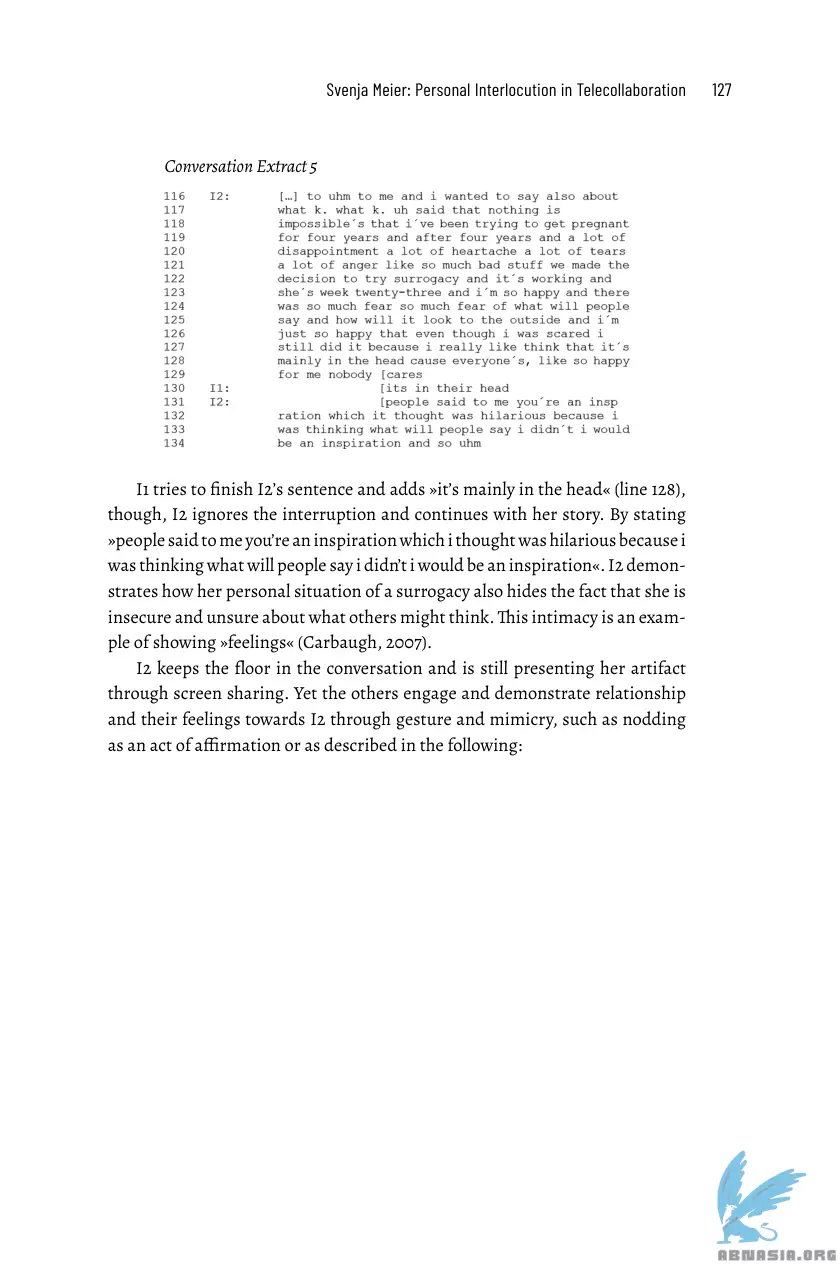 Svenja Meier: Personal Interlocution in Telecollaboration 127
Conversation Extract 5
116 I2: […] to uhm to me and i wanted to say also about
117 what k. what k. uh said that nothing is
118 impossible´s that i´ve been trying to get pregnant
119 for four years and after four years and a lot of
120 disappointment a lot of heartache a lot of tears
121 a lot of anger like so much bad stuff we made the
122 decision to try surrogacy and it´s working and
123 she´s week twenty-three and i´m so happy and there
124 was so much fear so much fear of what will people
125 say and how will it look to the outside and i´m
126 just so happy that even though i was scared i
127 still did it because i really like think that it´s
128 mainly in the head cause everyone´s, like so happy
129 for me nobody [cares
130 I1: [its in their head
131 I2: [people said to me you´re an insp
132 ration which it thought was hilarious because i
133 was thinking what will people say i didn´t i would
134 be an inspiration and so uhm
I1 tries to finish I2’s sentence and adds »it’s mainly in the head« (line 128),
though, I2 ignores the interruption and continues with her story. By stating
»people said to me you’re an inspiration which i thought was hilarious because i
was thinking what will people say i didn’t i would be an inspiration«. I2 demon-
strates how her personal situation of a surrogacy also hides the fact that she is
insecure and unsure about what others might think. This intimacy is an exam-
ple of showing »feelings« (Carbaugh, 2007).
I2 keeps the floor in the conversation and is still presenting her artifact
through screen sharing. Yet the others engage and demonstrate relationship
and their feelings towards I2 through gesture and mimicry, such as nodding
as an act of affirmation or as described in the following:
ABNASIA.ORG